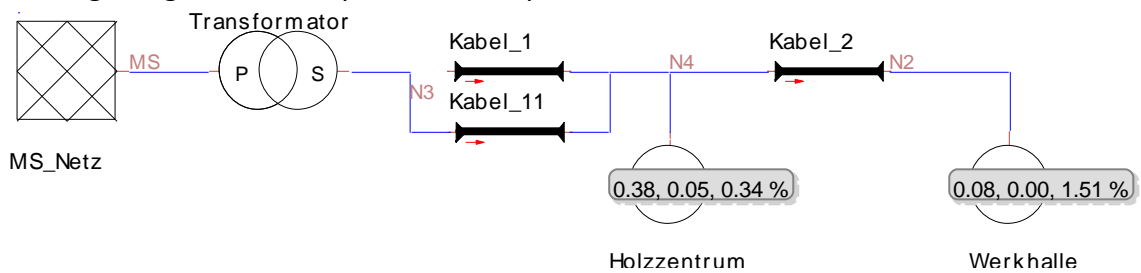 Transformator
Kabel_1
Kabel_2
MS
P
S
N3
N4
N2
Kabel_11
MS_Netz
0.38, 0.05, 0.34 %
0.08, 0.00, 1.51 %
Holzzentrum
Werkhalle